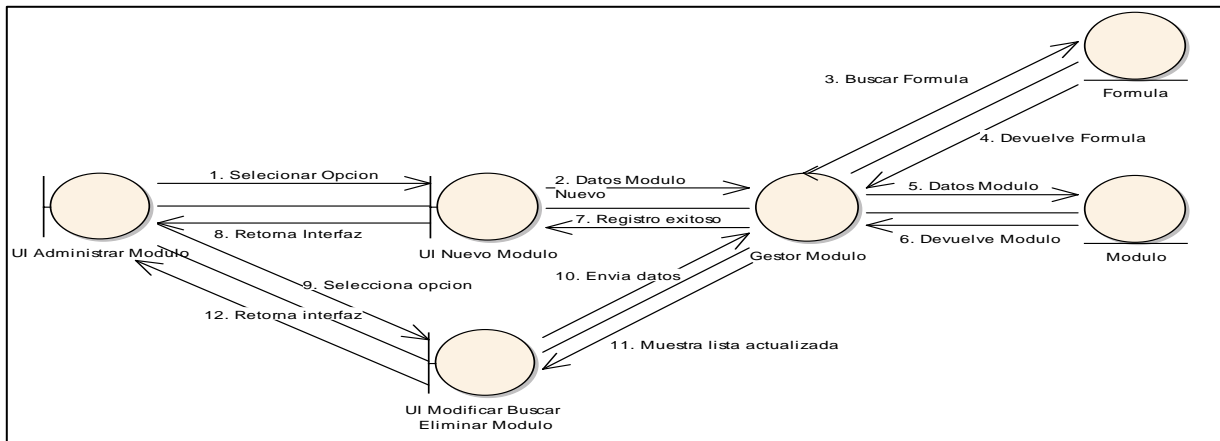 3. Buscar Formula
Formula
4. Devuelve Formula
1. Selecionar Opcion
2. Datos Modulo
Nuevo
5. Datos Modulo
7. Registro exitoso
8. Retorna Interfaz
6. Devuelve Modulo
UI Administrar Modulo
UI Nuevo Modulo
Gestor Modulo
Modulo
10. Envia datos
9. Selecciona opcion
12. Retorna interfaz
11. Muestra lista actualizada
UI Modificar Buscar
Eliminar Modulo